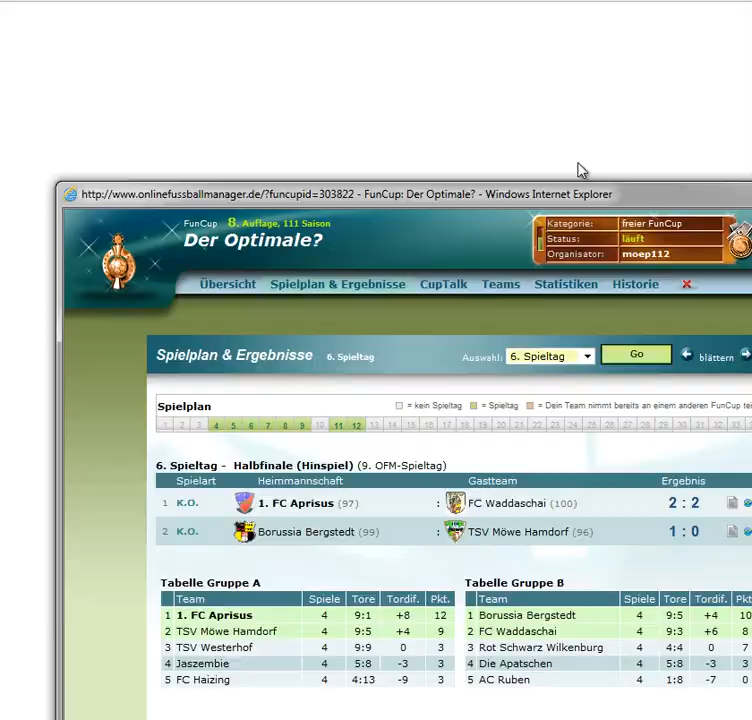 http://www.onlinefussballmanager.de/?funcupid=303822 - FunCup: Der Optimale? - Windows Internet Explorer
FunCup 8. Auflage, 111 Saison
Der Optimale?
Kategorie: freier FunCup
Status: läuft
Organisator: moep112
Übersicht Spielplan & Ergebnisse CupTalk Teams Statistiken Historie X
Spielplan & Ergebnisse 6. Spieltag Auswahl: 6. Spieltag Go blättern
Spielplan = kein Spieltag = Spieltag = Dein Team nimmt bereits an einem anderen FunCup tei
1 2 3 4 5 6 7 8 9 10 11 12 13 14 15 16 17 18 19 20 21 22 23 24 25 26 27 28 29 30 31 32 33
6. Spieltag - Halbfinale (Hinspiel) (9. OFM-Spieltag)
Spielart Heimmannschaft Gastteam Ergebnis
1 K.O. 1. FC Aprisus (97) : FC Waddaschai (100) 2 : 2
2 K.O. Borussia Bergstedt (99) : TSV Möwe Hamdorf (96) 1 : 0
Tabelle Gruppe A
Team Spiele Tore Tordif. Pkt.
1 1. FC Aprisus 4 9:1 +8 12
2 TSV Möwe Hamdorf 4 9:5 +4 9
3 TSV Westerhof 4 9:9 0 3
4 Jaszembie 4 5:8 -3 3
5 FC Haizing 4 4:13 -9 3
Tabelle Gruppe B
Team Spiele Tore Tordif. Pkt
1 Borussia Bergstedt 4 9:5 +4 10
2 FC Waddaschai 4 9:3 +6 8
3 Rot Schwarz Wilkenburg 4 4:4 0 7
4 Die Apatschen 4 5:8 -3 3
5 AC Ruben 4 1:8 -7 0